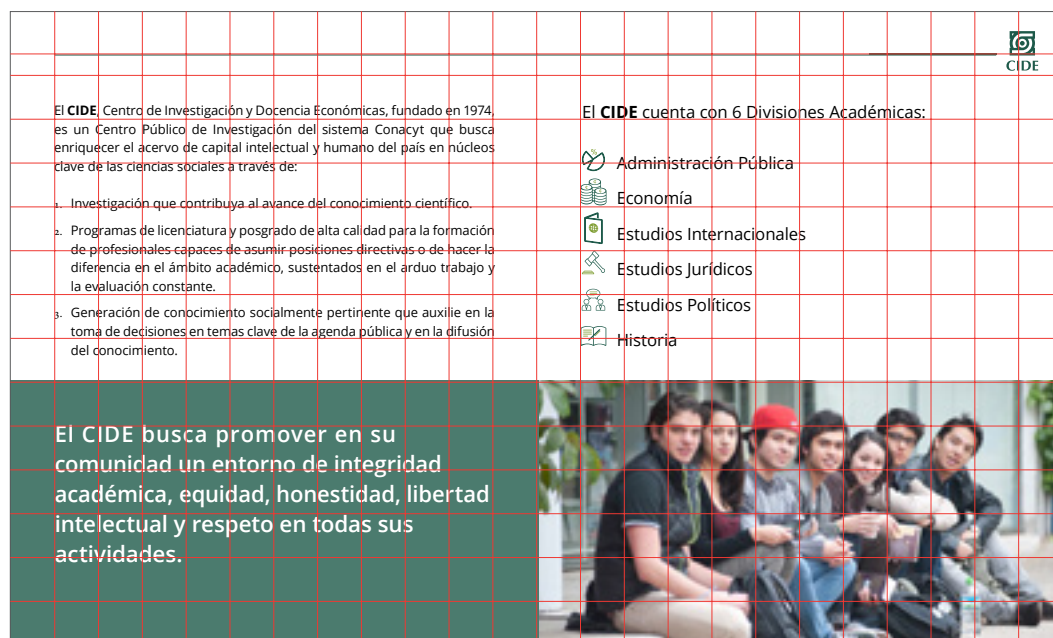 CIDE
El CIDE, Centro de Investigación y Docencia Económicas, fundado en 1974,
es un Centro Público de Investigación del sistema Conacyt que busca
enriquecer el acervo de capital intelectual y humano del país en núcleos
clave de las ciencias sociales a través de:
1. Investigación que contribuya al avance del conocimiento científico.
2. Programas de licenciatura y posgrado de alta calidad para la formación
de profesionales capaces de asumir posiciones directivas o de hacer la
diferencia en el ámbito académico, sustentados en el arduo trabajo y
la evaluación constante.
3. Generación de conocimiento socialmente pertinente que auxilie en la
toma de decisiones en temas clave de la agenda pública y en la difusión
del conocimiento.
El CIDE cuenta con 6 Divisiones Académicas:
Administración Pública
Economía
Estudios Internacionales
Estudios Jurídicos
Estudios Políticos
Historia
El CIDE busca promover en su
comunidad un entorno de integridad
académica, equidad, honestidad, libertad
intelectual y respeto en todas sus
actividades.